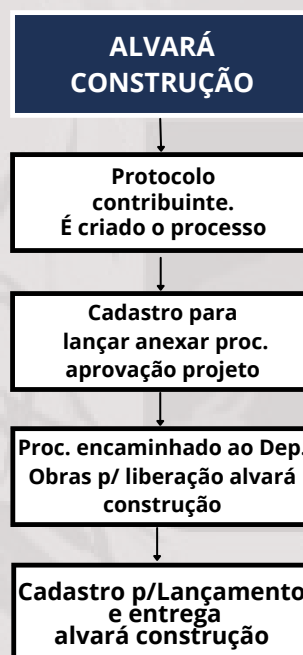 ALVARÁ
CONSTRUÇÃO
Protocolo
contribuinte.
É criado o processo
Cadastro para
lançar anexar proc.
aprovação projeto
Proc. encaminhado ao Dep.
Obras p/ liberação alvará
construção
Cadastro p/Lançamento
e entrega
alvará construção